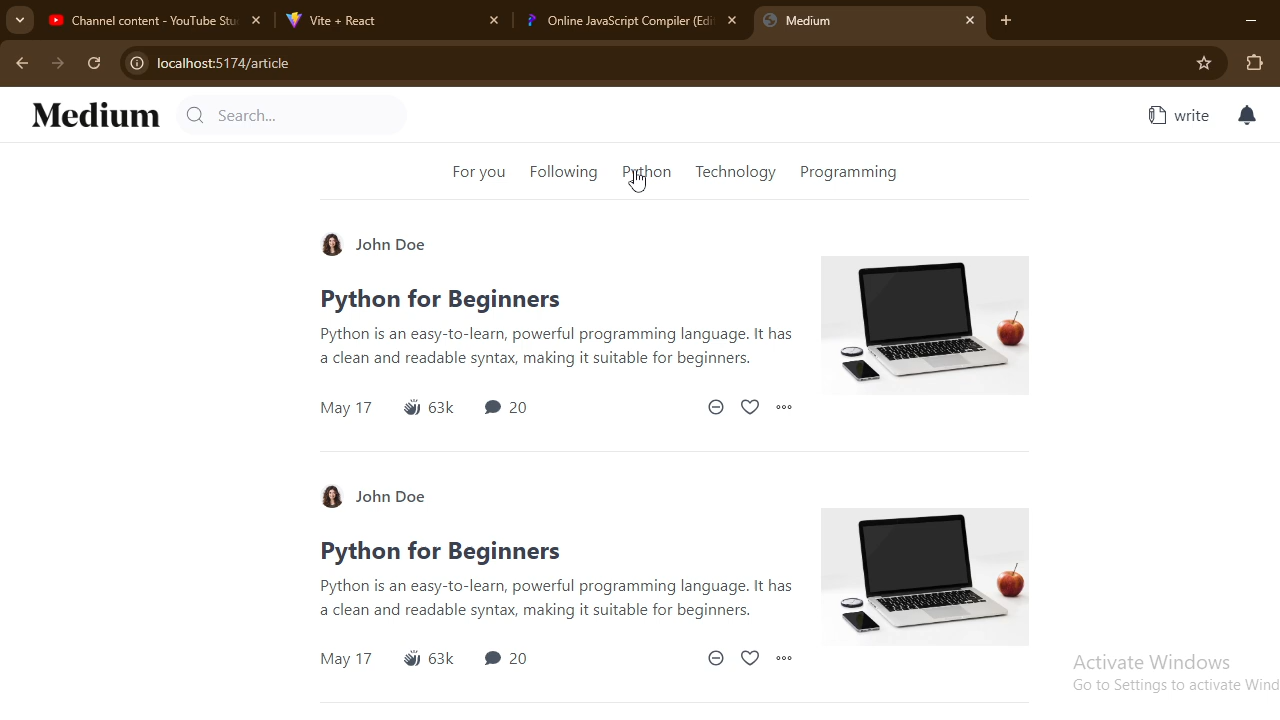 Channel content - YouTube Stu
Vite + React
Online JavaScript Compiler (Edi
Medium
localhost:5174/article
Medium
Search...
write
For you Following Python Technology Programming
John Doe
Python for Beginners
Python is an easy-to-learn, powerful programming language. It has
a clean and readable syntax, making it suitable for beginners.
May 17 63k 20
John Doe
Python for Beginners
Python is an easy-to-learn, powerful programming language. It has
a clean and readable syntax, making it suitable for beginners.
May 17 63k 20
Activate Windows
Go to Settings to activate Wind